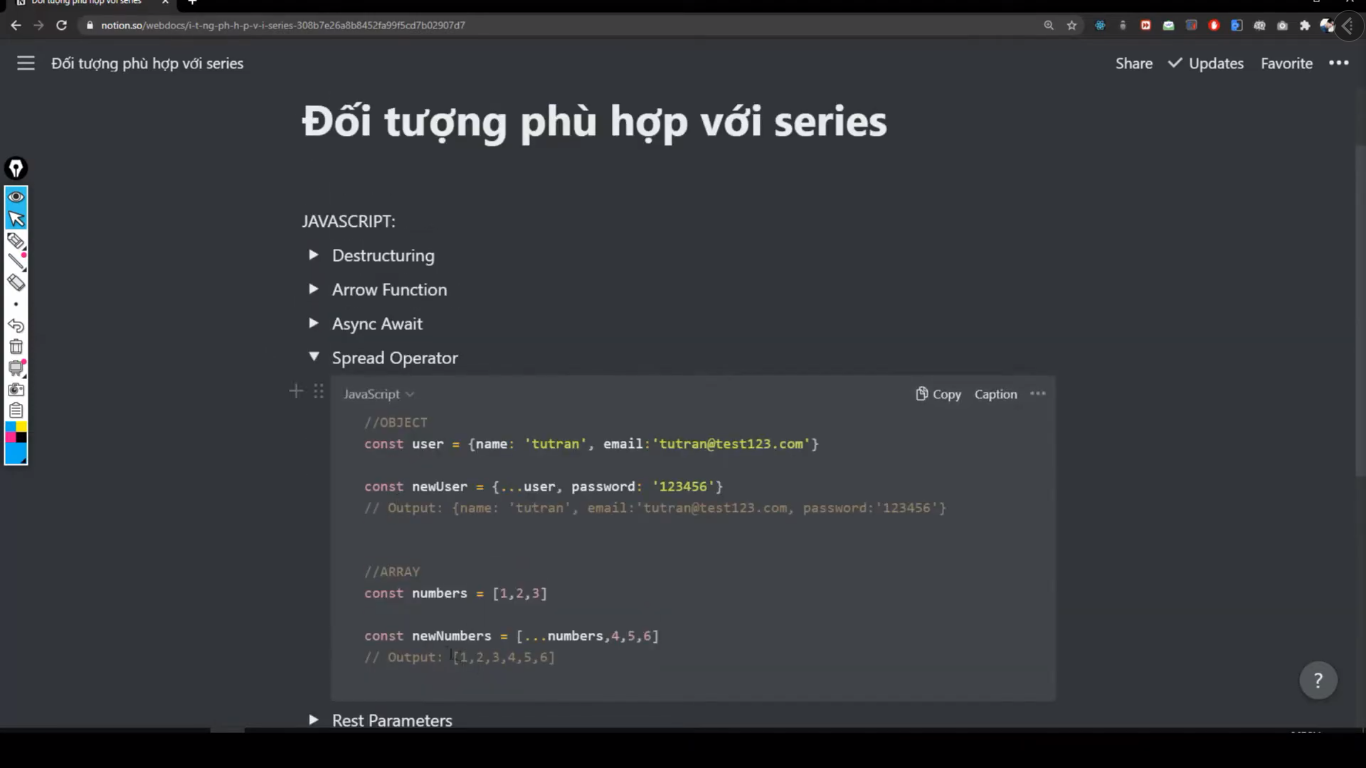 Đối tượng phù hợp với series
notion.so/webdocs/i-t-ng-ph-h-p-v-i-series-308b7e26a8b8452fa99f5cd7b02907d7
Đối tượng phù hợp với series
Share
Updates
Favorite
Đối tượng phù hợp với series
JAVASCRIPT:
Destructuring
Arrow Function
Async Await
Spread Operator
JavaScript
Copy
Caption
//OBJECT
const user = {name: 'tutran', email:'tutran@test123.com'}
const newUser = {...user, password: '123456'}
// Output: {name: 'tutran', email:'tutran@test123.com, password:'123456'}
//ARRAY
const numbers = [1,2,3]
const newNumbers = [...numbers,4,5,6]
// Output: [1,2,3,4,5,6]
?
Rest Parameters